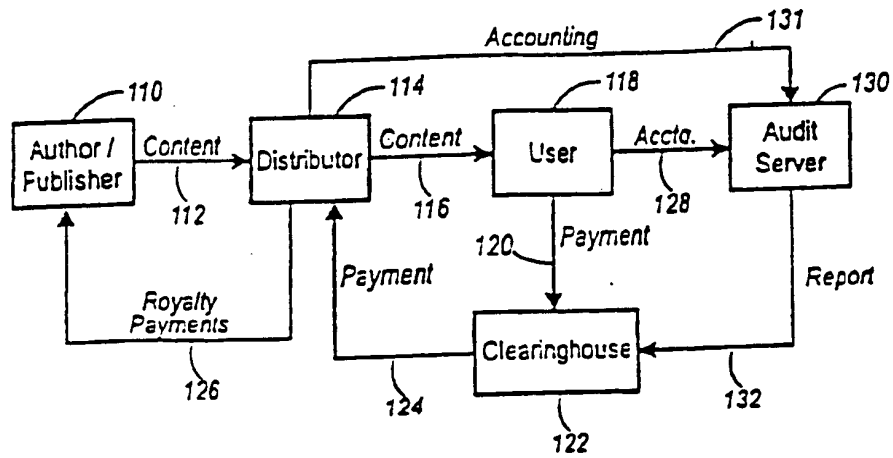 Accounting
131
110
114
118
130
Author /
Publisher
Content
112
Distributor
Content
116
User
Accta.
128
Audit
Server
120
Payment
Payment
Report
Royalty
Payments
126
124
Clearinghouse
122
132